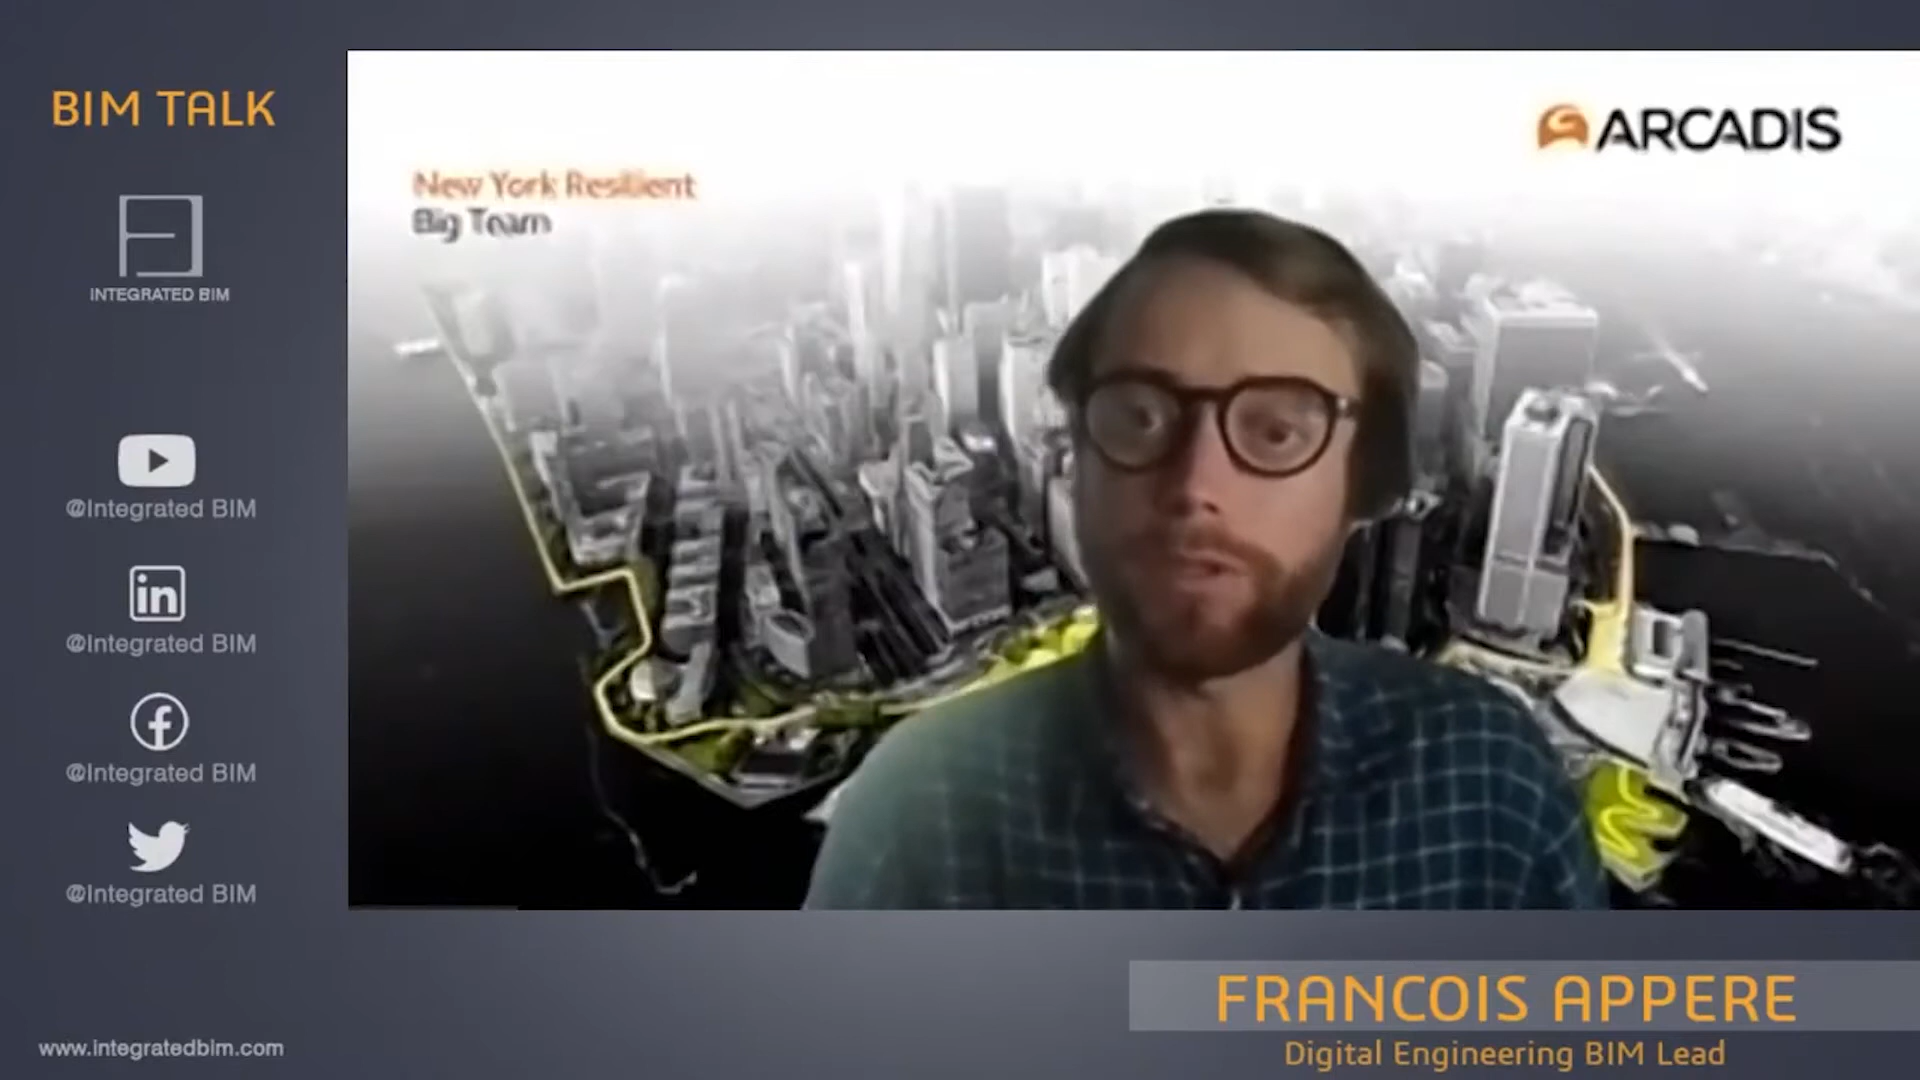 BIM TALK
INTEGRATED BIM
@Integrated BIM
@Integrated BIM
@Integrated BIM
@Integrated BIM
www.integratedbim.com
New York Resilient
Big Team
ARCADIS
FRANCOIS APPERE
Digital Engineering BIM Lead